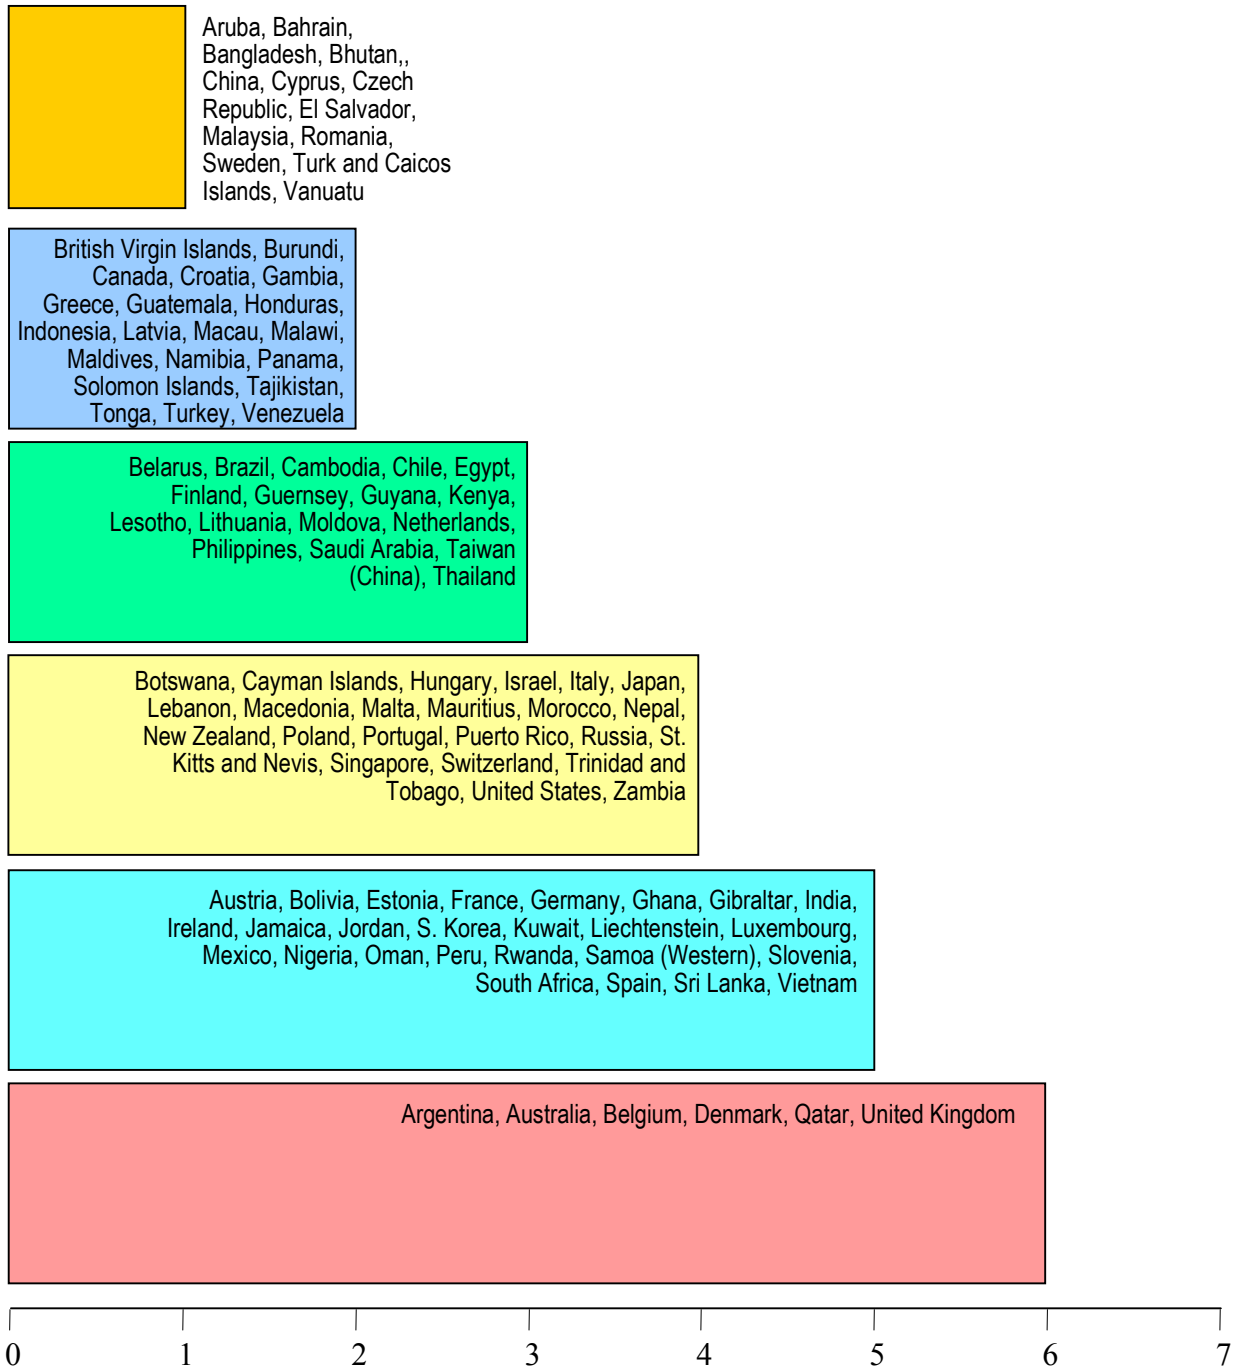 Aruba, Bahrain,
Bangladesh, Bhutan,,
China, Cyprus, Czech
Republic, El Salvador,
Malaysia, Romania,
Sweden, Turk and Caicos
Islands, Vanuatu
British Virgin Islands, Burundi,
Canada, Croatia, Gambia,
Greece, Guatemala, Honduras,
Indonesia, Latvia, Macau, Malawi,
Maldives, Namibia, Panama,
Solomon Islands, Tajikistan,
Tonga, Turkey, Venezuela
Belarus, Brazil, Cambodia, Chile, Egypt,
Finland, Guernsey, Guyana, Kenya,
Lesotho, Lithuania, Moldova, Netherlands,
Philippines, Saudi Arabia, Taiwan
(China), Thailand
Botswana, Cayman Islands, Hungary, Israel, Italy, Japan,
Lebanon, Macedonia, Malta, Mauritius, Morocco, Nepal,
New Zealand, Poland, Portugal, Puerto Rico, Russia, St.
Kitts and Nevis, Singapore, Switzerland, Trinidad and
Tobago, United States, Zambia
Austria, Bolivia, Estonia, France, Germany, Ghana, Gibraltar, India,
Ireland, Jamaica, Jordan, S. Korea, Kuwait, Liechtenstein, Luxembourg,
Mexico, Nigeria, Oman, Peru, Rwanda, Samoa (Western), Slovenia,
South Africa, Spain, Sri Lanka, Vietnam
Argentina, Australia, Belgium, Denmark, Qatar, United Kingdom
0 1 2 3 4 5 6 7